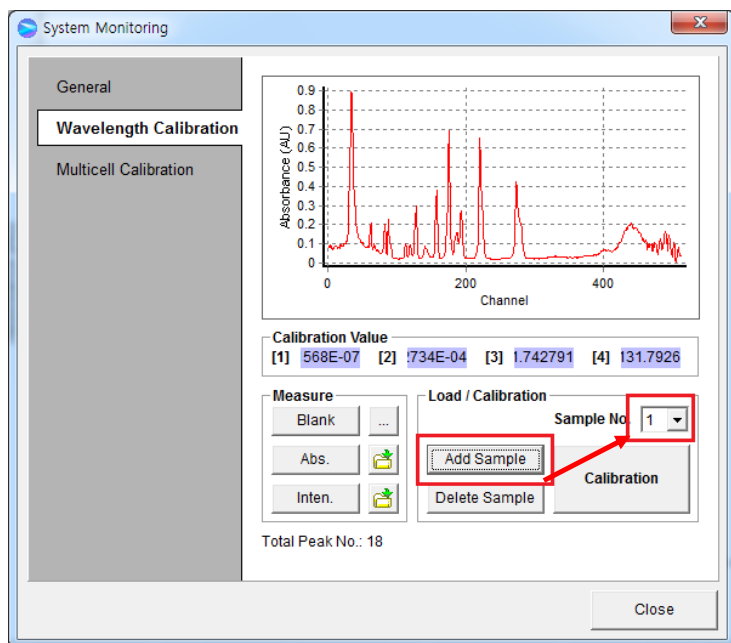 System Monitoring
General
Wavelength Calibration
Multicell Calibration
Absorbance (AU)
0.9
0.8
0.7
0.6
0.5
0.4
0.3
0.2
0.1
0
0 200 400
Channel
Calibration Value
[1] 568E-07 [2] 2734E-04 [3] 1.742791 [4] 131.7926
Measure
Blank ...
Abs.
Inten.
Load / Calibration
Sample No. 1
Add Sample
Calibration
Delete Sample
Total Peak No.: 18
Close